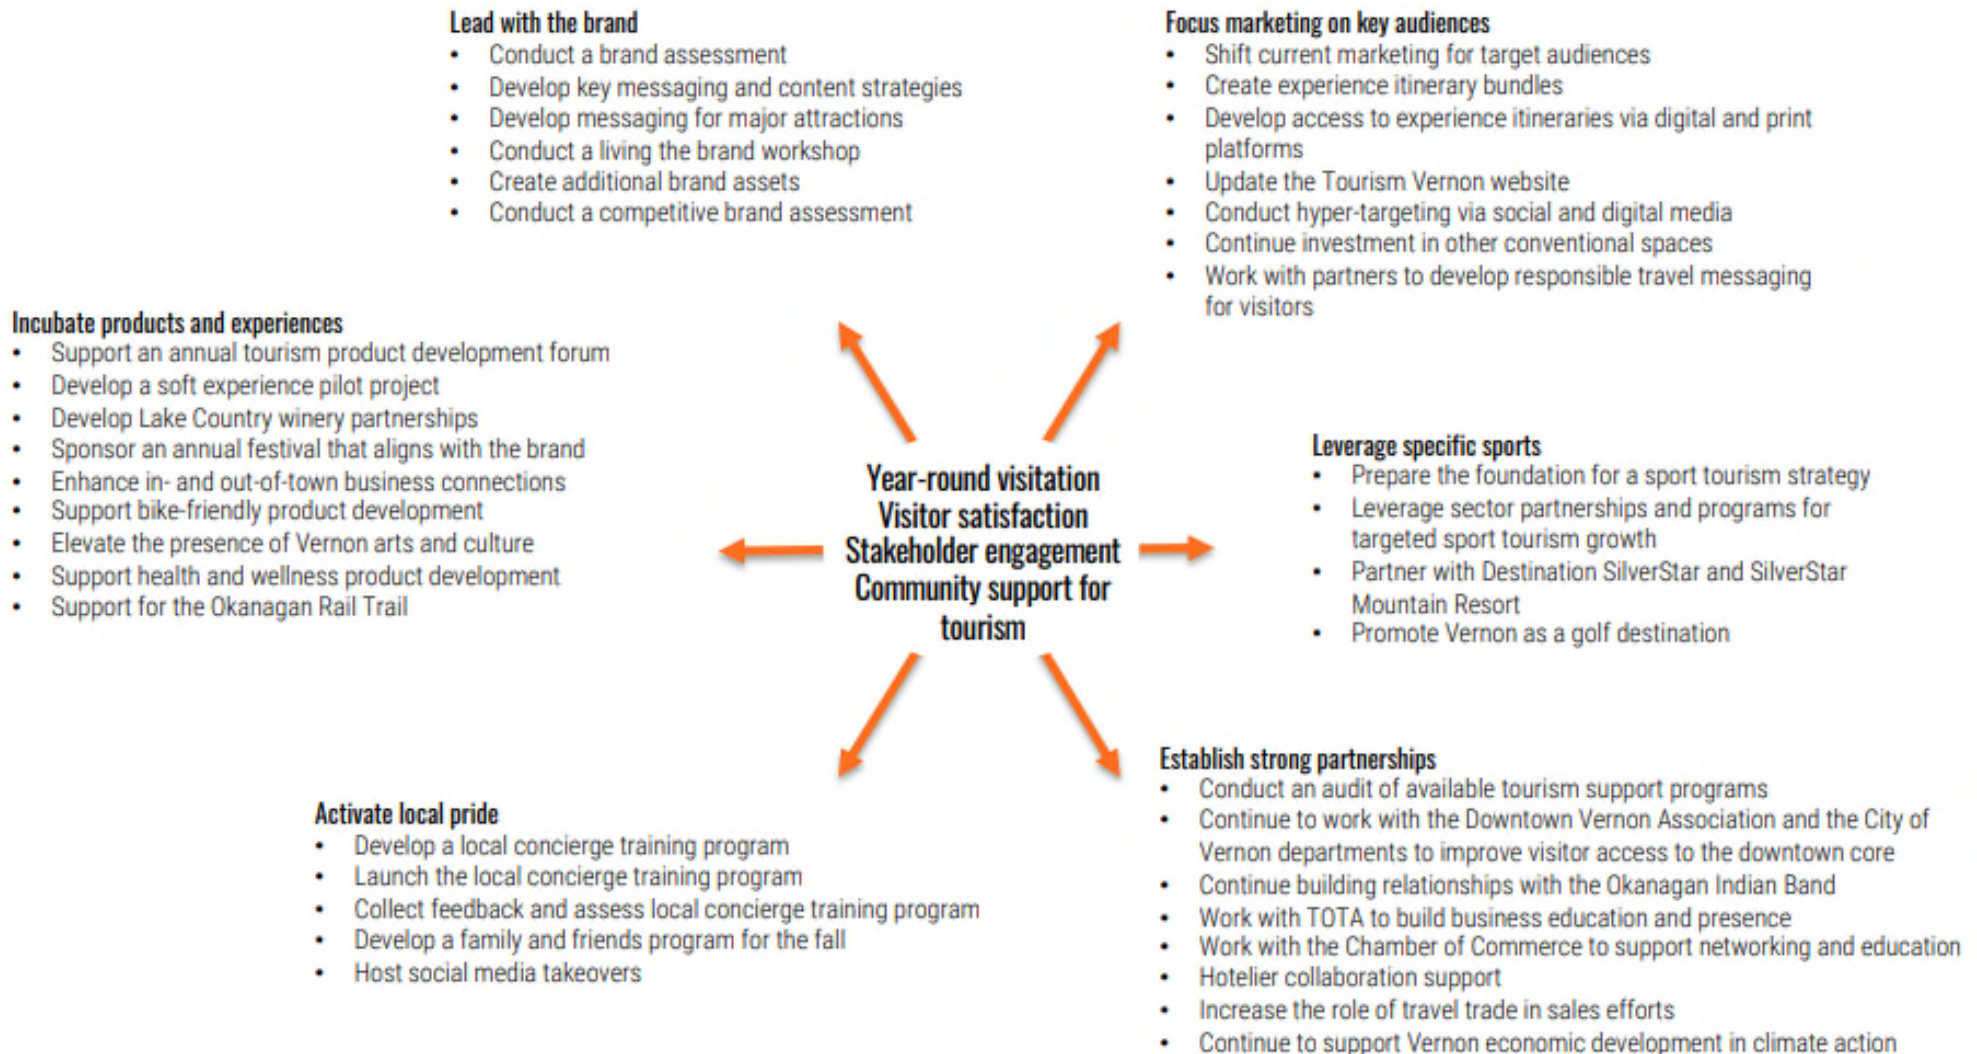 Lead with the brand
• Conduct a brand assessment
• Develop key messaging and content strategies
• Develop messaging for major attractions
• Conduct a living the brand workshop
• Create additional brand assets
• Conduct a competitive brand assessment
Focus marketing on key audiences
• Shift current marketing for target audiences
• Create experience itinerary bundles
• Develop access to experience itineraries via digital and print
platforms
• Update the Tourism Vernon website
• Conduct hyper-targeting via social and digital media
• Continue investment in other conventional spaces
• Work with partners to develop responsible travel messaging
for visitors
Incubate products and experiences
• Support an annual tourism product development forum
• Develop a soft experience pilot project
• Develop Lake Country winery partnerships
• Sponsor an annual festival that aligns with the brand
• Enhance in- and out-of-town business connections
• Support bike-friendly product development
• Elevate the presence of Vernon arts and culture
• Support health and wellness product development
• Support for the Okanagan Rail Trail
Year-round visitation
Visitor satisfaction
Stakeholder engagement
Community support for
tourism
Leverage specific sports
• Prepare the foundation for a sport tourism strategy
• Leverage sector partnerships and programs for
targeted sport tourism growth
• Partner with Destination SilverStar and SilverStar
Mountain Resort
• Promote Vernon as a golf destination
Activate local pride
• Develop a local concierge training program
• Launch the local concierge training program
• Collect feedback and assess local concierge training program
• Develop a family and friends program for the fall
• Host social media takeovers
Establish strong partnerships
• Conduct an audit of available tourism support programs
• Continue to work with the Downtown Vernon Association and the City of
Vernon departments to improve visitor access to the downtown core
• Continue building relationships with the Okanagan Indian Band
• Work with TOTA to build business education and presence
• Work with the Chamber of Commerce to support networking and education
• Hotelier collaboration support
• Increase the role of travel trade in sales efforts
• Continue to support Vernon economic development in climate action